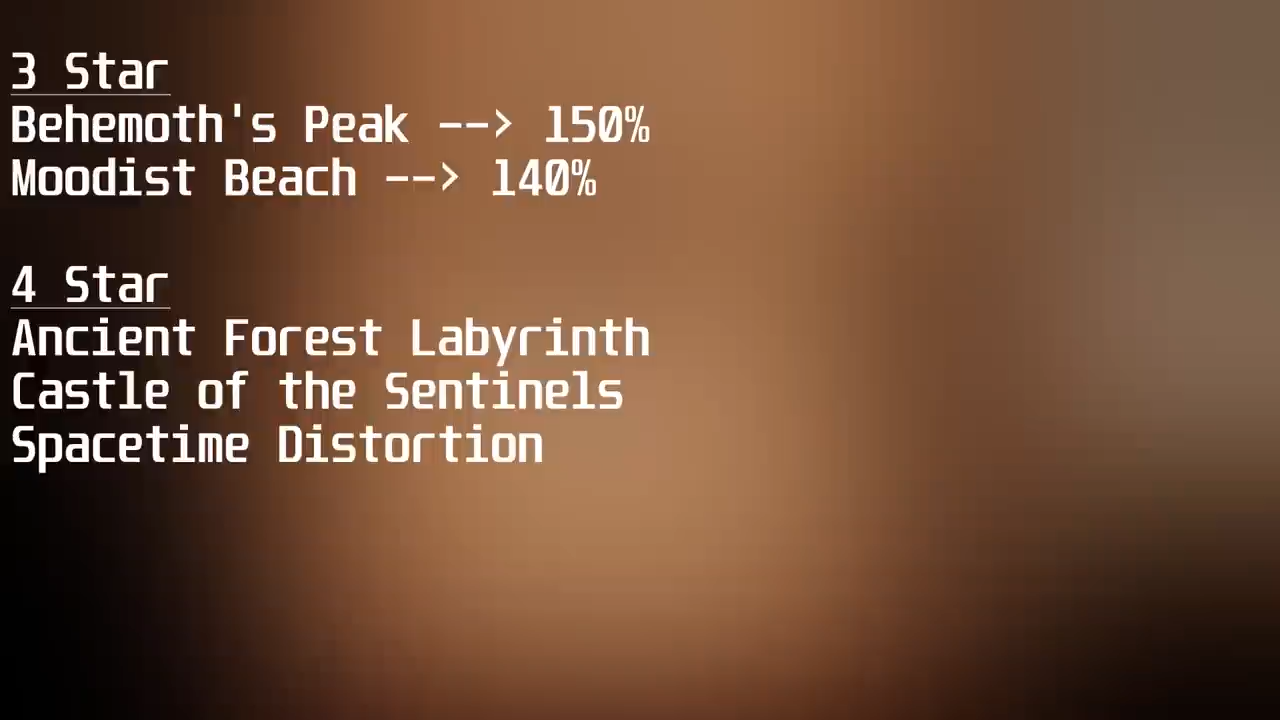 3 Star
Behemoth's Peak --> 150%
Moodist Beach --> 140%
4 Star
Ancient Forest Labyrinth
Castle of the Sentinels
Spacetime Distortion